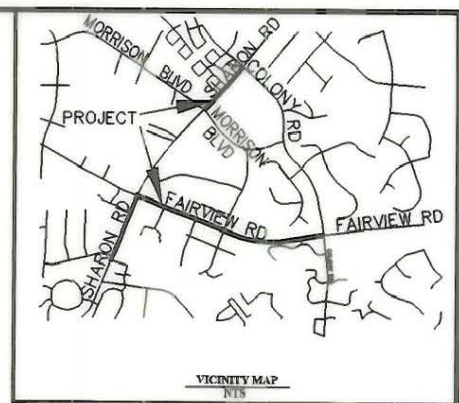 MORRISON
BLVD
SHARON RD
COLONY
RD
PROJECT
MORRISON
BLVD
SHARON RD
FAIRVIEW RD
FAIRVIEW RD
VICINITY MAP
NTS